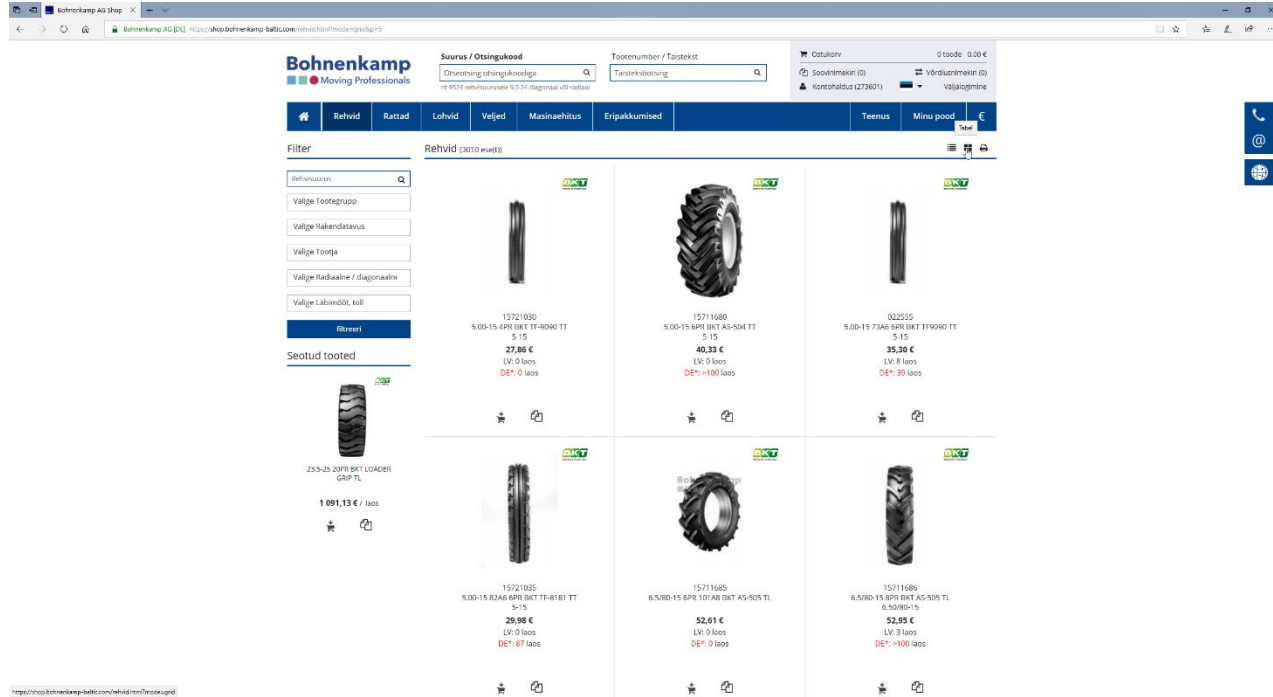 Bohnenkamp AG Shop
Bohnenkamp AG [DE] https://shop.bohnenkamp-baltic.com/rehvid.html?mode=grid&p=5
Bohnenkamp
Moving Professionals
Suurus / Otsingukood
Otseotsing otsingukoodiga
nt 9524 rehvisuurusele 9,5 24 diagonaal või radiaal
Tootenumber / Täistekst
Täistekstiotsing
Ostukorv 0 toode 0.00 €
Soovinimekiri (0) Võrdlusnimekiri (0)
Kontohaldus (273601) Väljalogimine
Rehvid Rattad Lohvid Veljed Masinaehitus Eripakkumised Teenus Minu pood €
Tabel
Filter
Rehvisuurus
Valige Tootegrupp
Valige Rakendatavus
Valige Tootja
Valige Radiaalne / diagonaalne
Valige Läbimõõt, toll
filtreeri
Seotud tooted
BKT
23.5-25 20PR BKT LOADER
GRIP TL
1 091,13 € / laos
Rehvid (3010 ese(t))
BKT
15721030
5.00-15 4PR BKT TF-9090 TT
5-15
27,86 €
LV: 0 laos
DE*: 0 laos
BKT
15711680
5.00-15 6PR BKT AS-504 TT
5-15
40,33 €
LV: 0 laos
DE*: >100 laos
BKT
022555
5.00-15 73A6 6PR BKT TF9090 TT
5-15
35,30 €
LV: 8 laos
DE*: 39 laos
BKT
15721035
5.00-15 82A6 6PR BKT TF-8181 TT
5-15
29,98 €
LV: 0 laos
DE*: 87 laos
BKT
15711685
6.5/80-15 6PR 101A8 BKT AS-505 TL
52,61 €
LV: 0 laos
DE*: 0 laos
BKT
15711686
6.5/80-15 8PR BKT AS-505 TL
6.50/80-15
52,95 €
LV: 3 laos
DE*: >100 laos
https://shop.bohnenkamp-baltic.com/rehvid.html?mode=grid